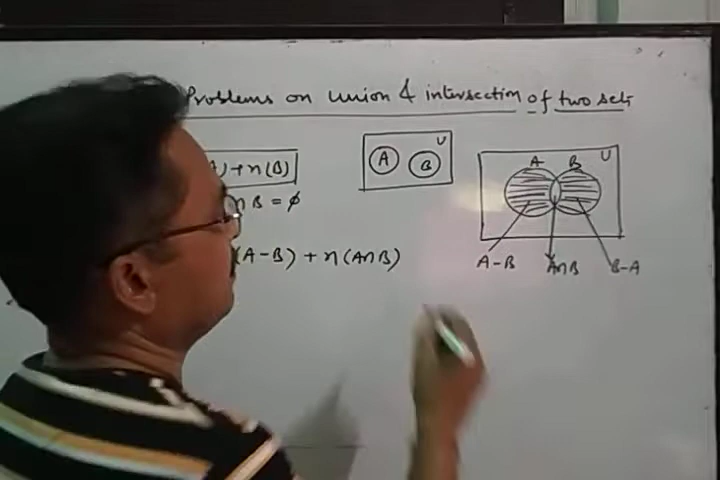 Problems on union & intersection of two sets
A) + n(B)
A B U
n B = φ
A B U
(A-B) + n(A∩B)
A-B A∩B B-A